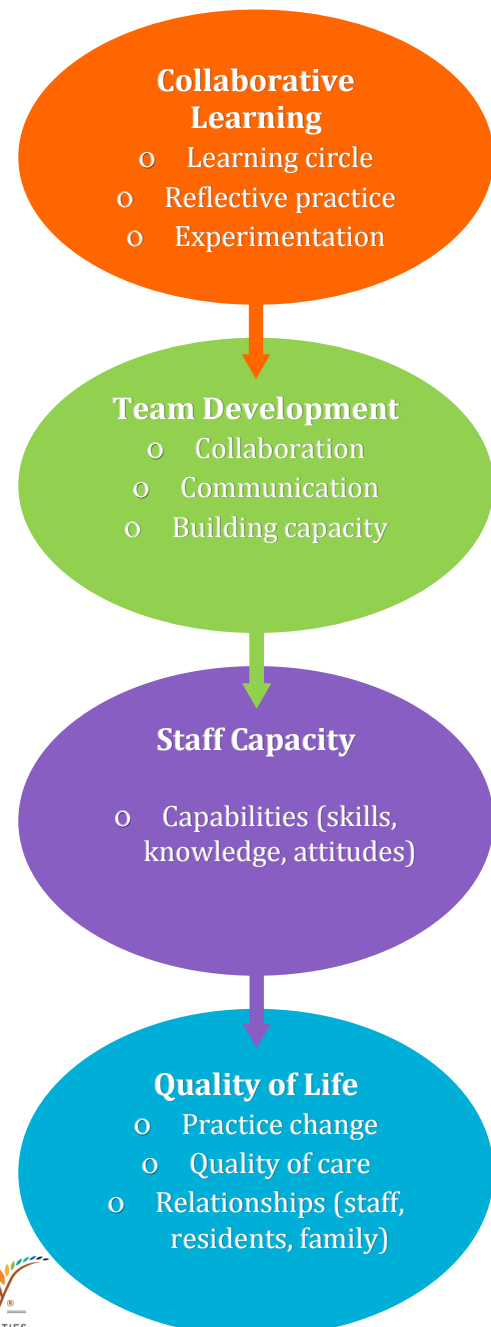 Collaborative
Learning
o Learning circle
o Reflective practice
o Experimentation
Team Development
o Collaboration
o Communication
o Building capacity
Staff Capacity
o Capabilities (skills,
knowledge, attitudes)
Quality of Life
o Practice change
o Quality of care
o Relationships (staff,
residents, family)
®